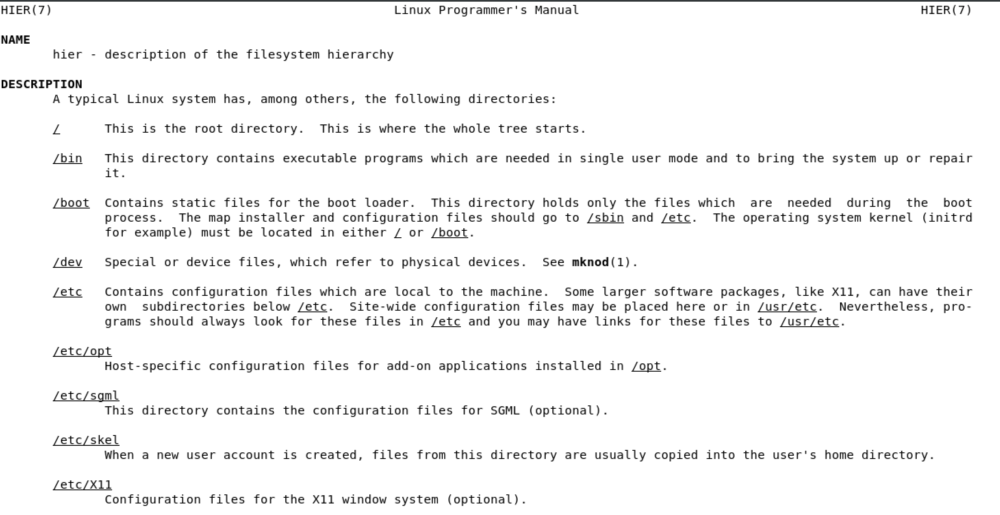 HIER(7) Linux Programmer's Manual HIER(7)
NAME
hier - description of the filesystem hierarchy
DESCRIPTION
A typical Linux system has, among others, the following directories:
/ This is the root directory. This is where the whole tree starts.
/bin This directory contains executable programs which are needed in single user mode and to bring the system up or repair
it.
/boot Contains static files for the boot loader. This directory holds only the files which are needed during the boot
process. The map installer and configuration files should go to /sbin and /etc. The operating system kernel (initrd
for example) must be located in either / or /boot.
/dev Special or device files, which refer to physical devices. See mknod(1).
/etc Contains configuration files which are local to the machine. Some larger software packages, like X11, can have their
own subdirectories below /etc. Site-wide configuration files may be placed here or in /usr/etc. Nevertheless, pro-
grams should always look for these files in /etc and you may have links for these files to /usr/etc.
/etc/opt
Host-specific configuration files for add-on applications installed in /opt.
/etc/sgml
This directory contains the configuration files for SGML (optional).
/etc/skel
When a new user account is created, files from this directory are usually copied into the user's home directory.
/etc/X11
Configuration files for the X11 window system (optional).